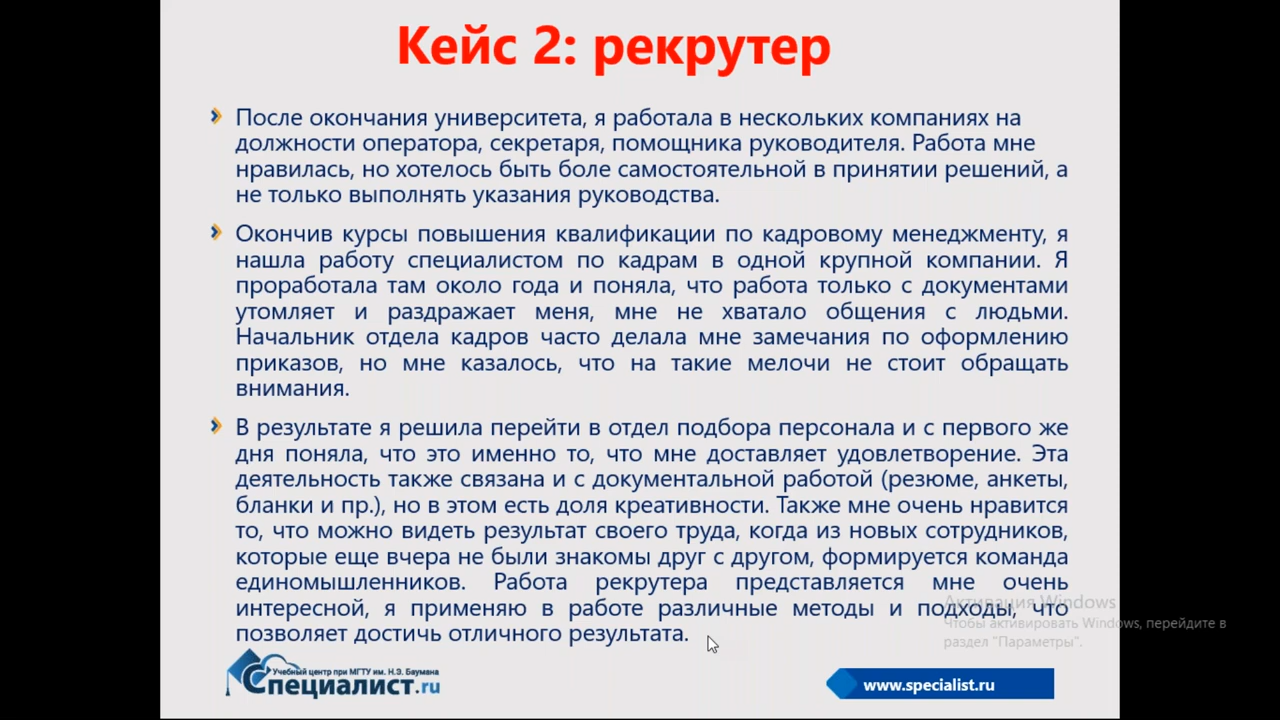 Кейс 2: рекрутер
После окончания университета, я работала в нескольких компаниях на
должности оператора, секретаря, помощника руководителя. Работа мне
нравилась, но хотелось быть боле самостоятельной в принятии решений, а
не только выполнять указания руководства.
Окончив курсы повышения квалификации по кадровому менеджменту, я
нашла работу специалистом по кадрам в одной крупной компании. Я
проработала там около года и поняла, что работа только с документами
утомляет и раздражает меня, мне не хватало общения с людьми.
Начальник отдела кадров часто делала мне замечания по оформлению
приказов, но мне казалось, что на такие мелочи не стоит обращать
внимания.
В результате я решила перейти в отдел подбора персонала и с первого же
дня поняла, что это именно то, что мне доставляет удовлетворение. Эта
деятельность также связана и с документальной работой (резюме, анкеты,
бланки и пр.), но в этом есть доля креативности. Также мне очень нравится
то, что можно видеть результат своего труда, когда из новых сотрудников,
которые еще вчера не были знакомы друг с другом, формируется команда
единомышленников. Работа рекрутера представляется мне очень
интересной, я применяю в работе различные методы и подходы, что
позволяет достичь отличного результата.
Активация Windows
Чтобы активировать Windows, перейдите в
раздел "Параметры".
Учебный центр при МГТУ им. Н.Э. Баумана
Специалист.ru
www.specialist.ru